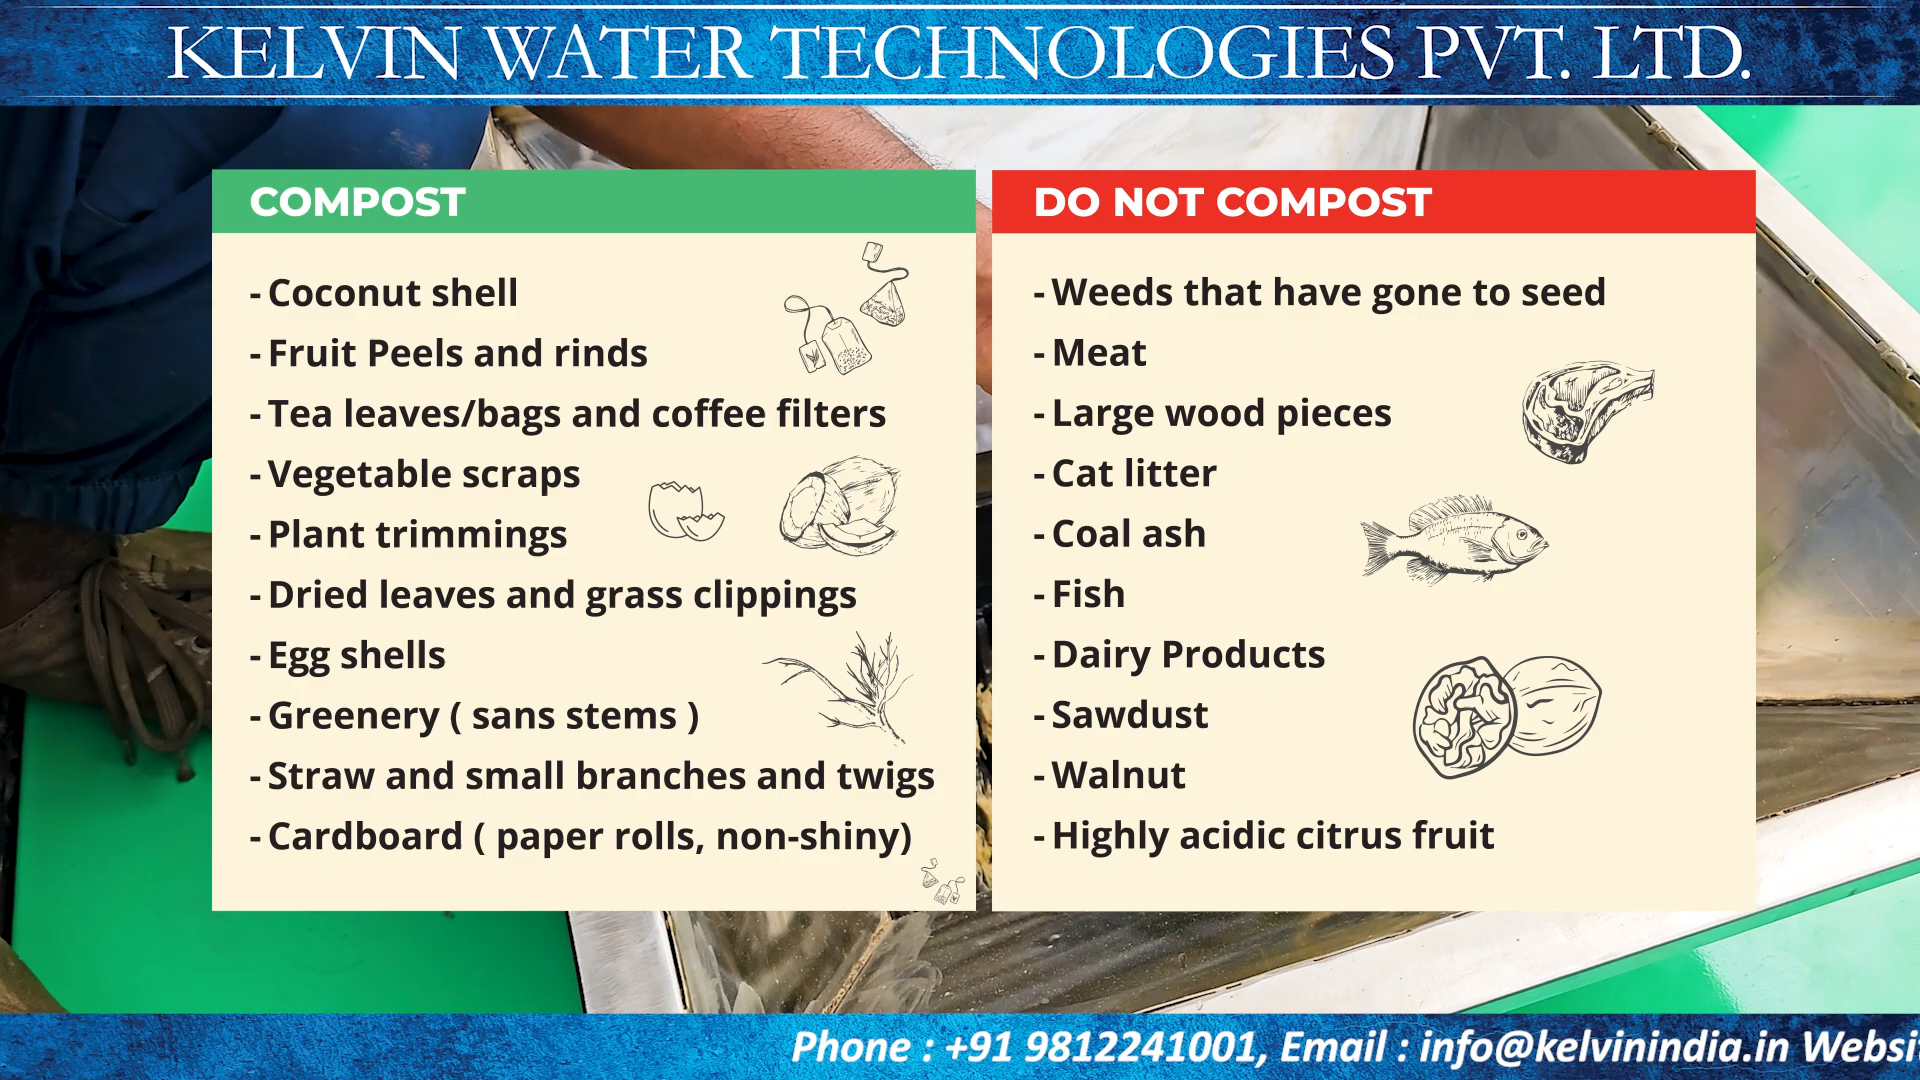 KELVIN WATER TECHNOLOGIES PVT. LTD.
COMPOST
- Coconut shell
- Fruit Peels and rinds
- Tea leaves/bags and coffee filters
- Vegetable scraps
- Plant trimmings
- Dried leaves and grass clippings
- Egg shells
- Greenery ( sans stems )
- Straw and small branches and twigs
- Cardboard ( paper rolls, non-shiny)
DO NOT COMPOST
- Weeds that have gone to seed
- Meat
- Large wood pieces
- Cat litter
- Coal ash
- Fish
- Dairy Products
- Sawdust
- Walnut
- Highly acidic citrus fruit
Phone : +91 9812241001, Email : info@kelvinindia.in